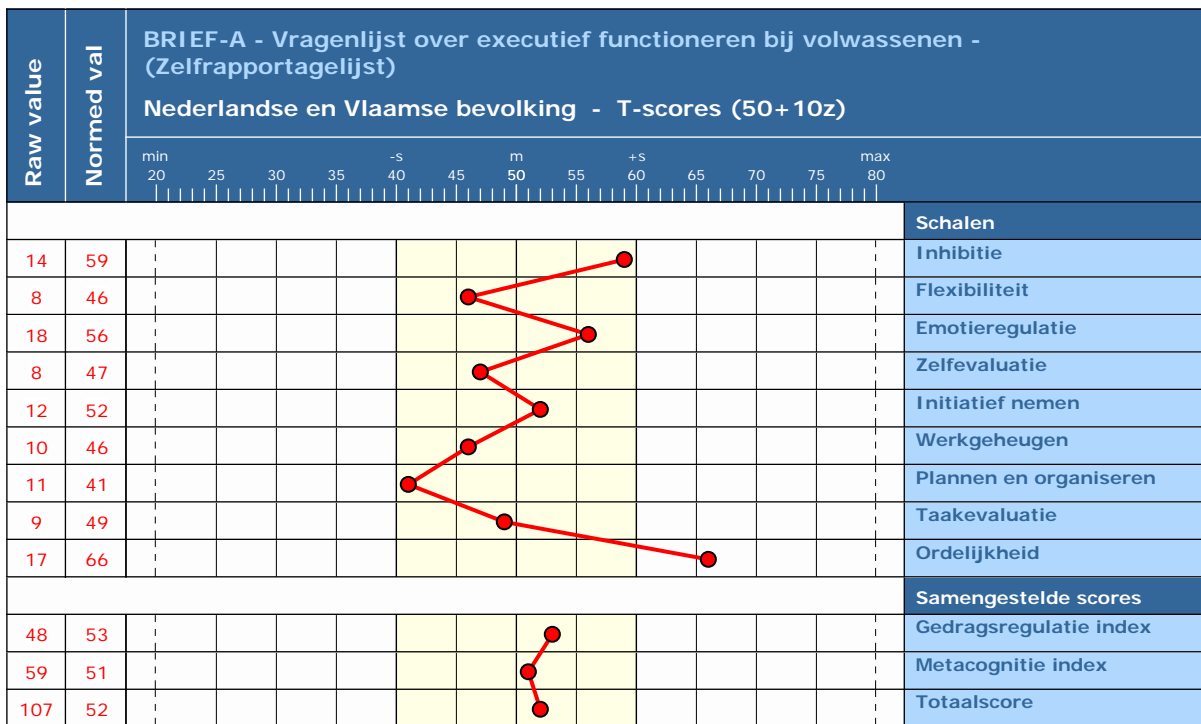 Raw value
Normed val
BRIEF-A - Vragenlijst over executief functioneren bij volwassenen -
(Zelfrapportagelijst)
Nederlandse en Vlaamse bevolking - T-scores (50+10z)
min -s m +s max
20 25 30 35 40 45 50 55 60 65 70 75 80
Schalen
14 59 Inhibitie
8 46 Flexibiliteit
18 56 Emotieregulatie
8 47 Zelfevaluatie
12 52 Initiatief nemen
10 46 Werkgeheugen
11 41 Plannen en organiseren
9 49 Taakevaluatie
17 66 Ordelijkheid
Samengestelde scores
48 53 Gedragsregulatie index
59 51 Metacognitie index
107 52 Totaalscore